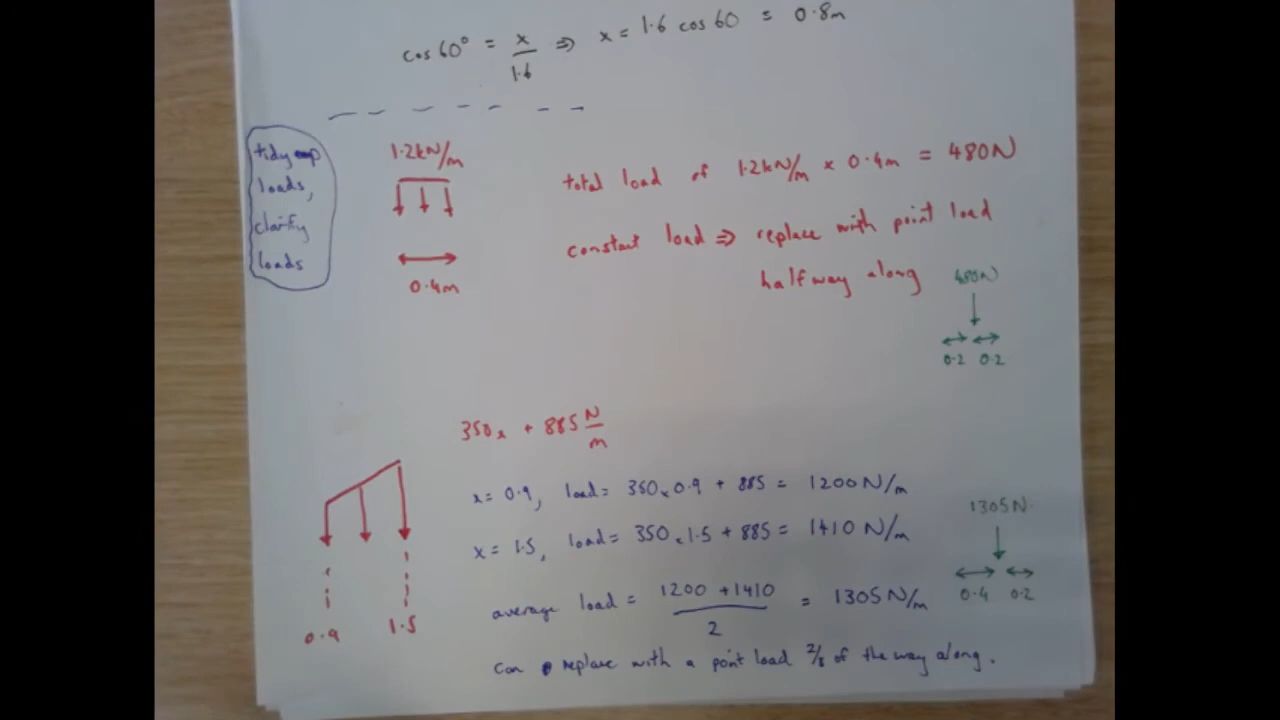 cos 60° = x/1.6 ⇒ x = 1.6 cos 60 = 0.8m
tidy up
loads,
clarify
loads
1.2kN/m
0.4m
total load of 1.2kN/m × 0.4m = 480N
constant load ⇒ replace with point load
halfway along
480N
0.2 0.2
350x + 885 N/m
0.9 1.5
x = 0.9, load = 350×0.9 + 885 = 1200 N/m
x = 1.5, load = 350×1.5 + 885 = 1410 N/m
average load = 1200 + 1410 / 2 = 1305 N/m
can replace with a point load 2/3 of the way along.
1305N
0.4 0.2